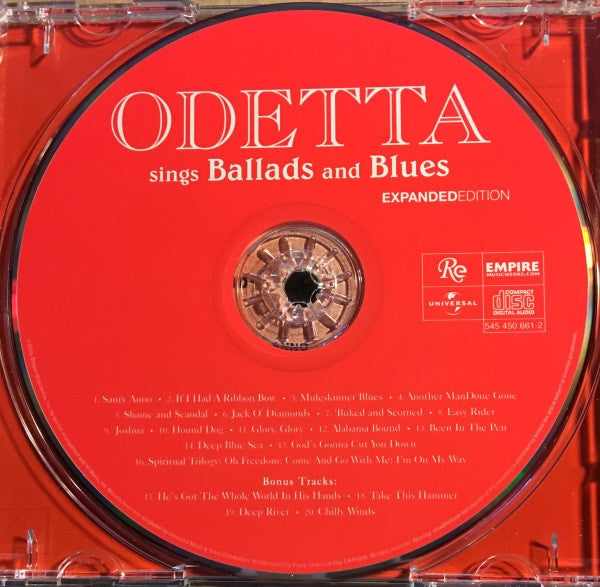 ODETTA
sings Ballads and Blues
EXPANDEDEDITION
Re
EMPIRE
MUSICWERKS.COM
UNIVERSAL
COMPACT
disc
DIGITAL AUDIO
545 450 661-2
1. Santy Anno • 2. If I Had A Ribbon Bow • 3. Muleskinner Blues • 4. Another ManDone Gone
5. Shame and Scandal • 6. Jack O' Diamonds • 7. 'Buked and Scorned • 8. Easy Rider
9. Joshua • 10. Hound Dog • 11. Glory, Glory • 12. Alabama Bound • 13. Been In The Pen
14. Deep Blue Sea • 15. God's Gonna Cut You Down
16. Spiritual Trilogy: Oh Freedom; Come And Go With Me; I'm On My Way
Bonus Tracks:
17. He's Got The Whole World In His Hands • 18. Take This Hammer
19. Deep River • 20. Chilly Winds